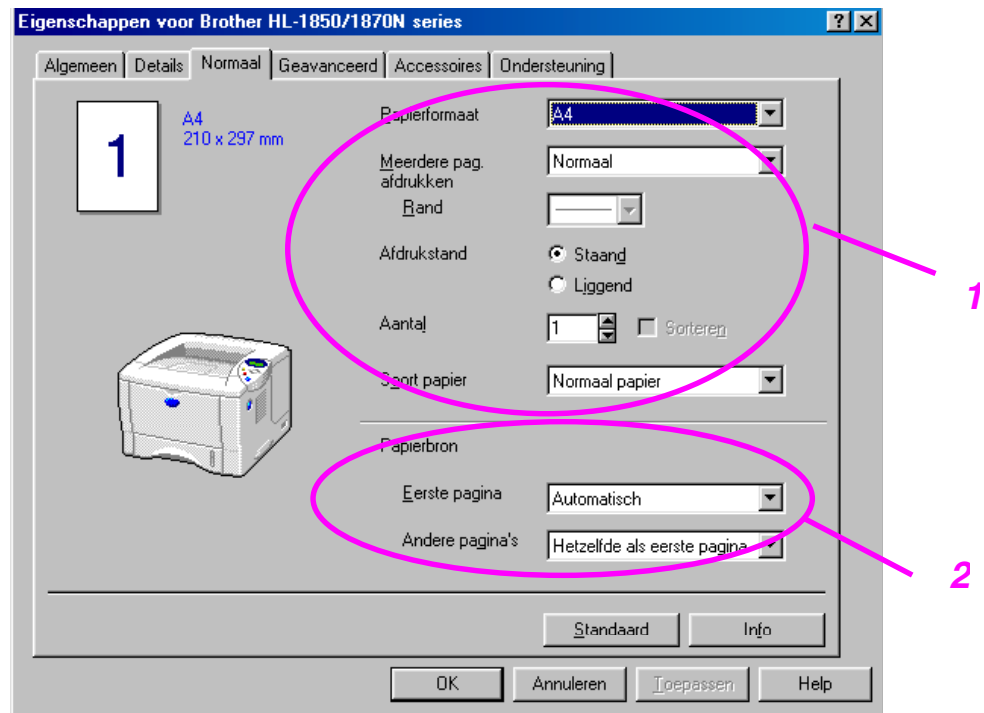 Eigenschappen voor Brother HL-1850/1870N series
Algemeen Details Normaal Geavanceerd Accessoires Ondersteuning
1
A4
210 x 297 mm
Papierformaat A4
Meerdere pag. afdrukken Normaal
Rand
Afdrukstand Staand
Liggend
Aantal 1 Sorteren
Soort papier Normaal papier
Papierbron
Eerste pagina Automatisch
Andere pagina's Hetzelfde als eerste pagina
Standaard Info
OK Annuleren Toepassen Help
1
2